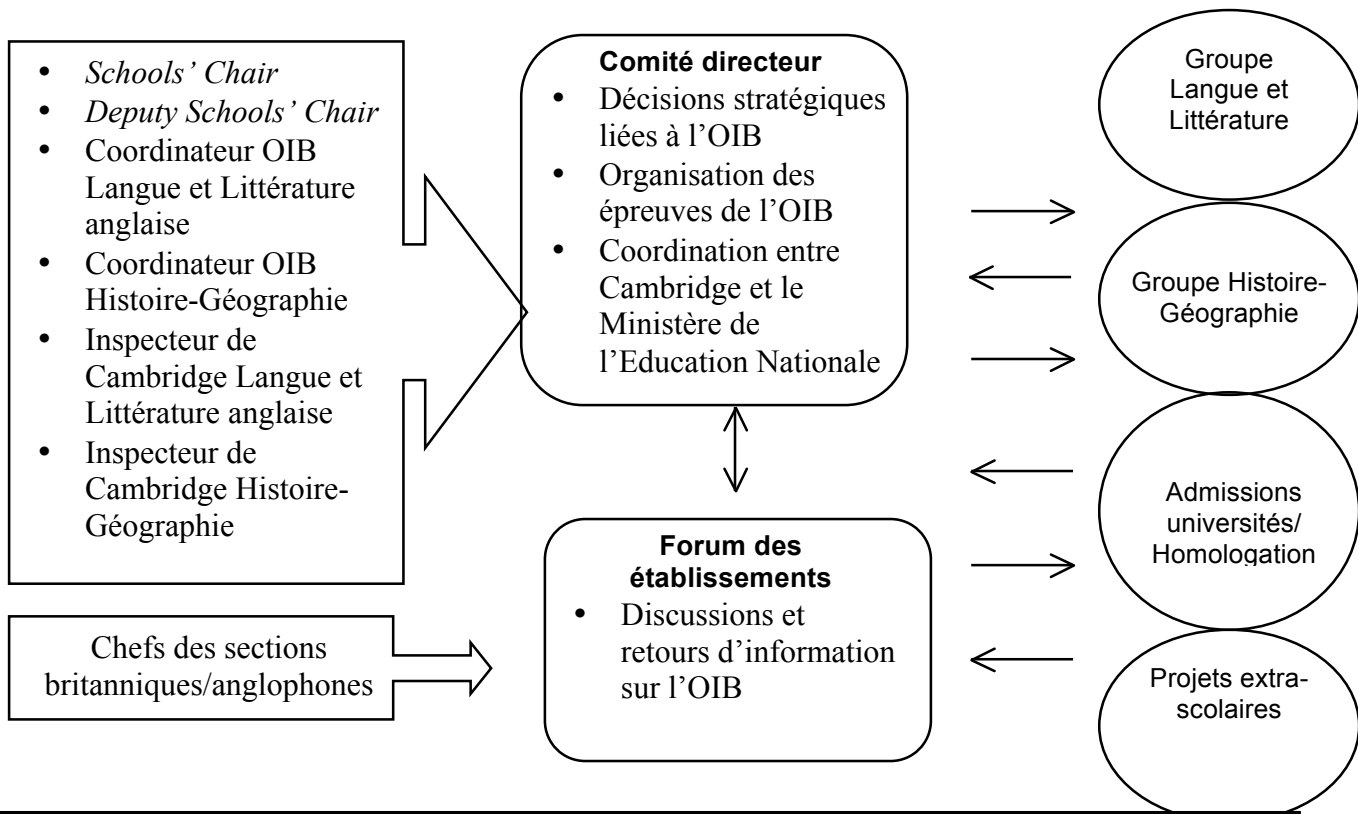 • Schools’ Chair
• Deputy Schools’ Chair
• Coordinateur OIB
Langue et Littérature
anglaise
• Coordinateur OIB
Histoire-Géographie
• Inspecteur de
Cambridge Langue et
Littérature anglaise
• Inspecteur de
Cambridge Histoire-
Géographie
Chefs des sections
britanniques/anglophones
Comité directeur
• Décisions stratégiques
liées à l’OIB
• Organisation des
épreuves de l’OIB
• Coordination entre
Cambridge et le
Ministère de
l’Education Nationale
Forum des
établissements
• Discussions et
retours d’information
sur l’OIB
Groupe
Langue et
Littérature
Groupe Histoire-
Géographie
Admissions
universités/
Homologation
Projets extra-
scolaires